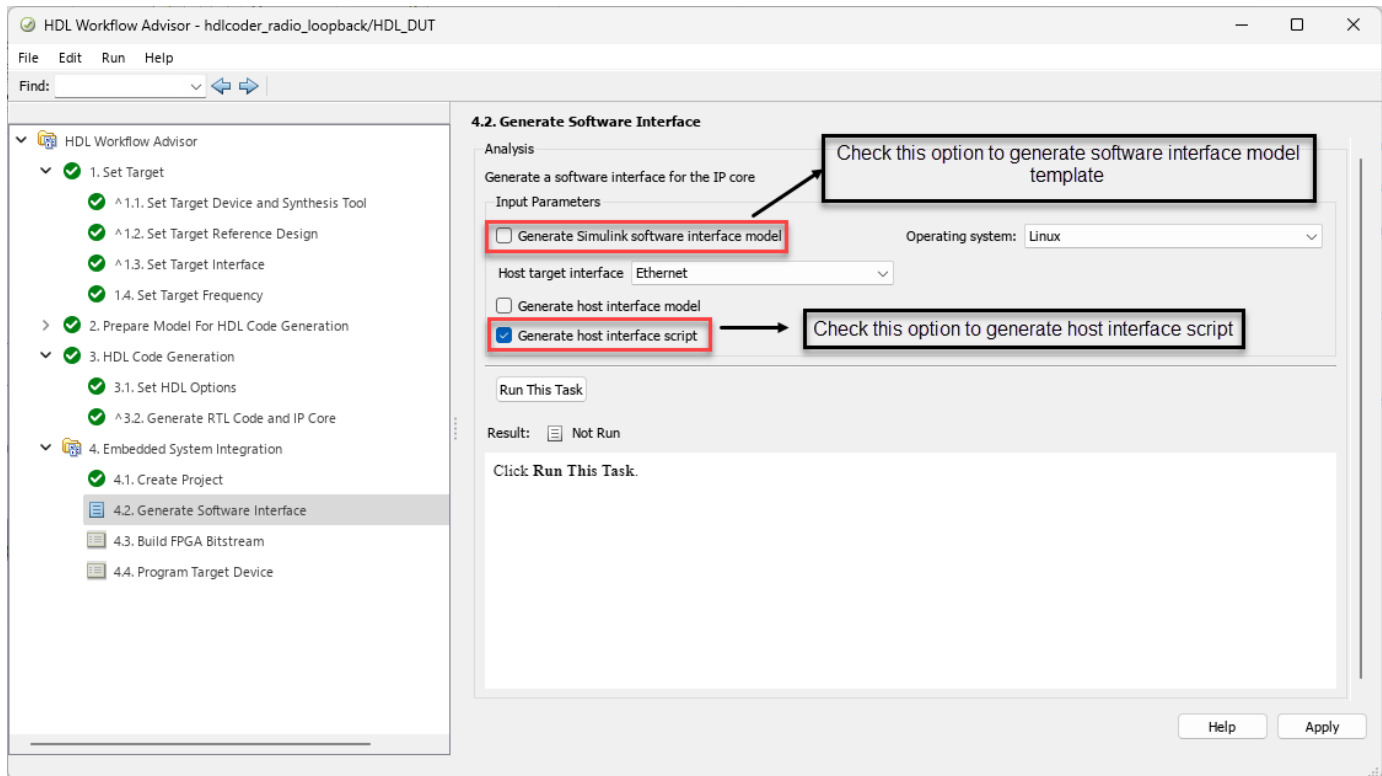 HDL Workflow Advisor - hdlcoder_radio_loopback/HDL_DUT
File Edit Run Help
Find:
HDL Workflow Advisor
1. Set Target
^1.1. Set Target Device and Synthesis Tool
^1.2. Set Target Reference Design
^1.3. Set Target Interface
1.4. Set Target Frequency
2. Prepare Model For HDL Code Generation
3. HDL Code Generation
3.1. Set HDL Options
^3.2. Generate RTL Code and IP Core
4. Embedded System Integration
4.1. Create Project
4.2. Generate Software Interface
4.3. Build FPGA Bitstream
4.4. Program Target Device
4.2. Generate Software Interface
Analysis
Generate a software interface for the IP core
Check this option to generate software interface model
template
Input Parameters
Generate Simulink software interface model
Operating system: Linux
Host target interface Ethernet
Generate host interface model
Generate host interface script
Check this option to generate host interface script
Run This Task
Result: Not Run
Click Run This Task.
Help Apply